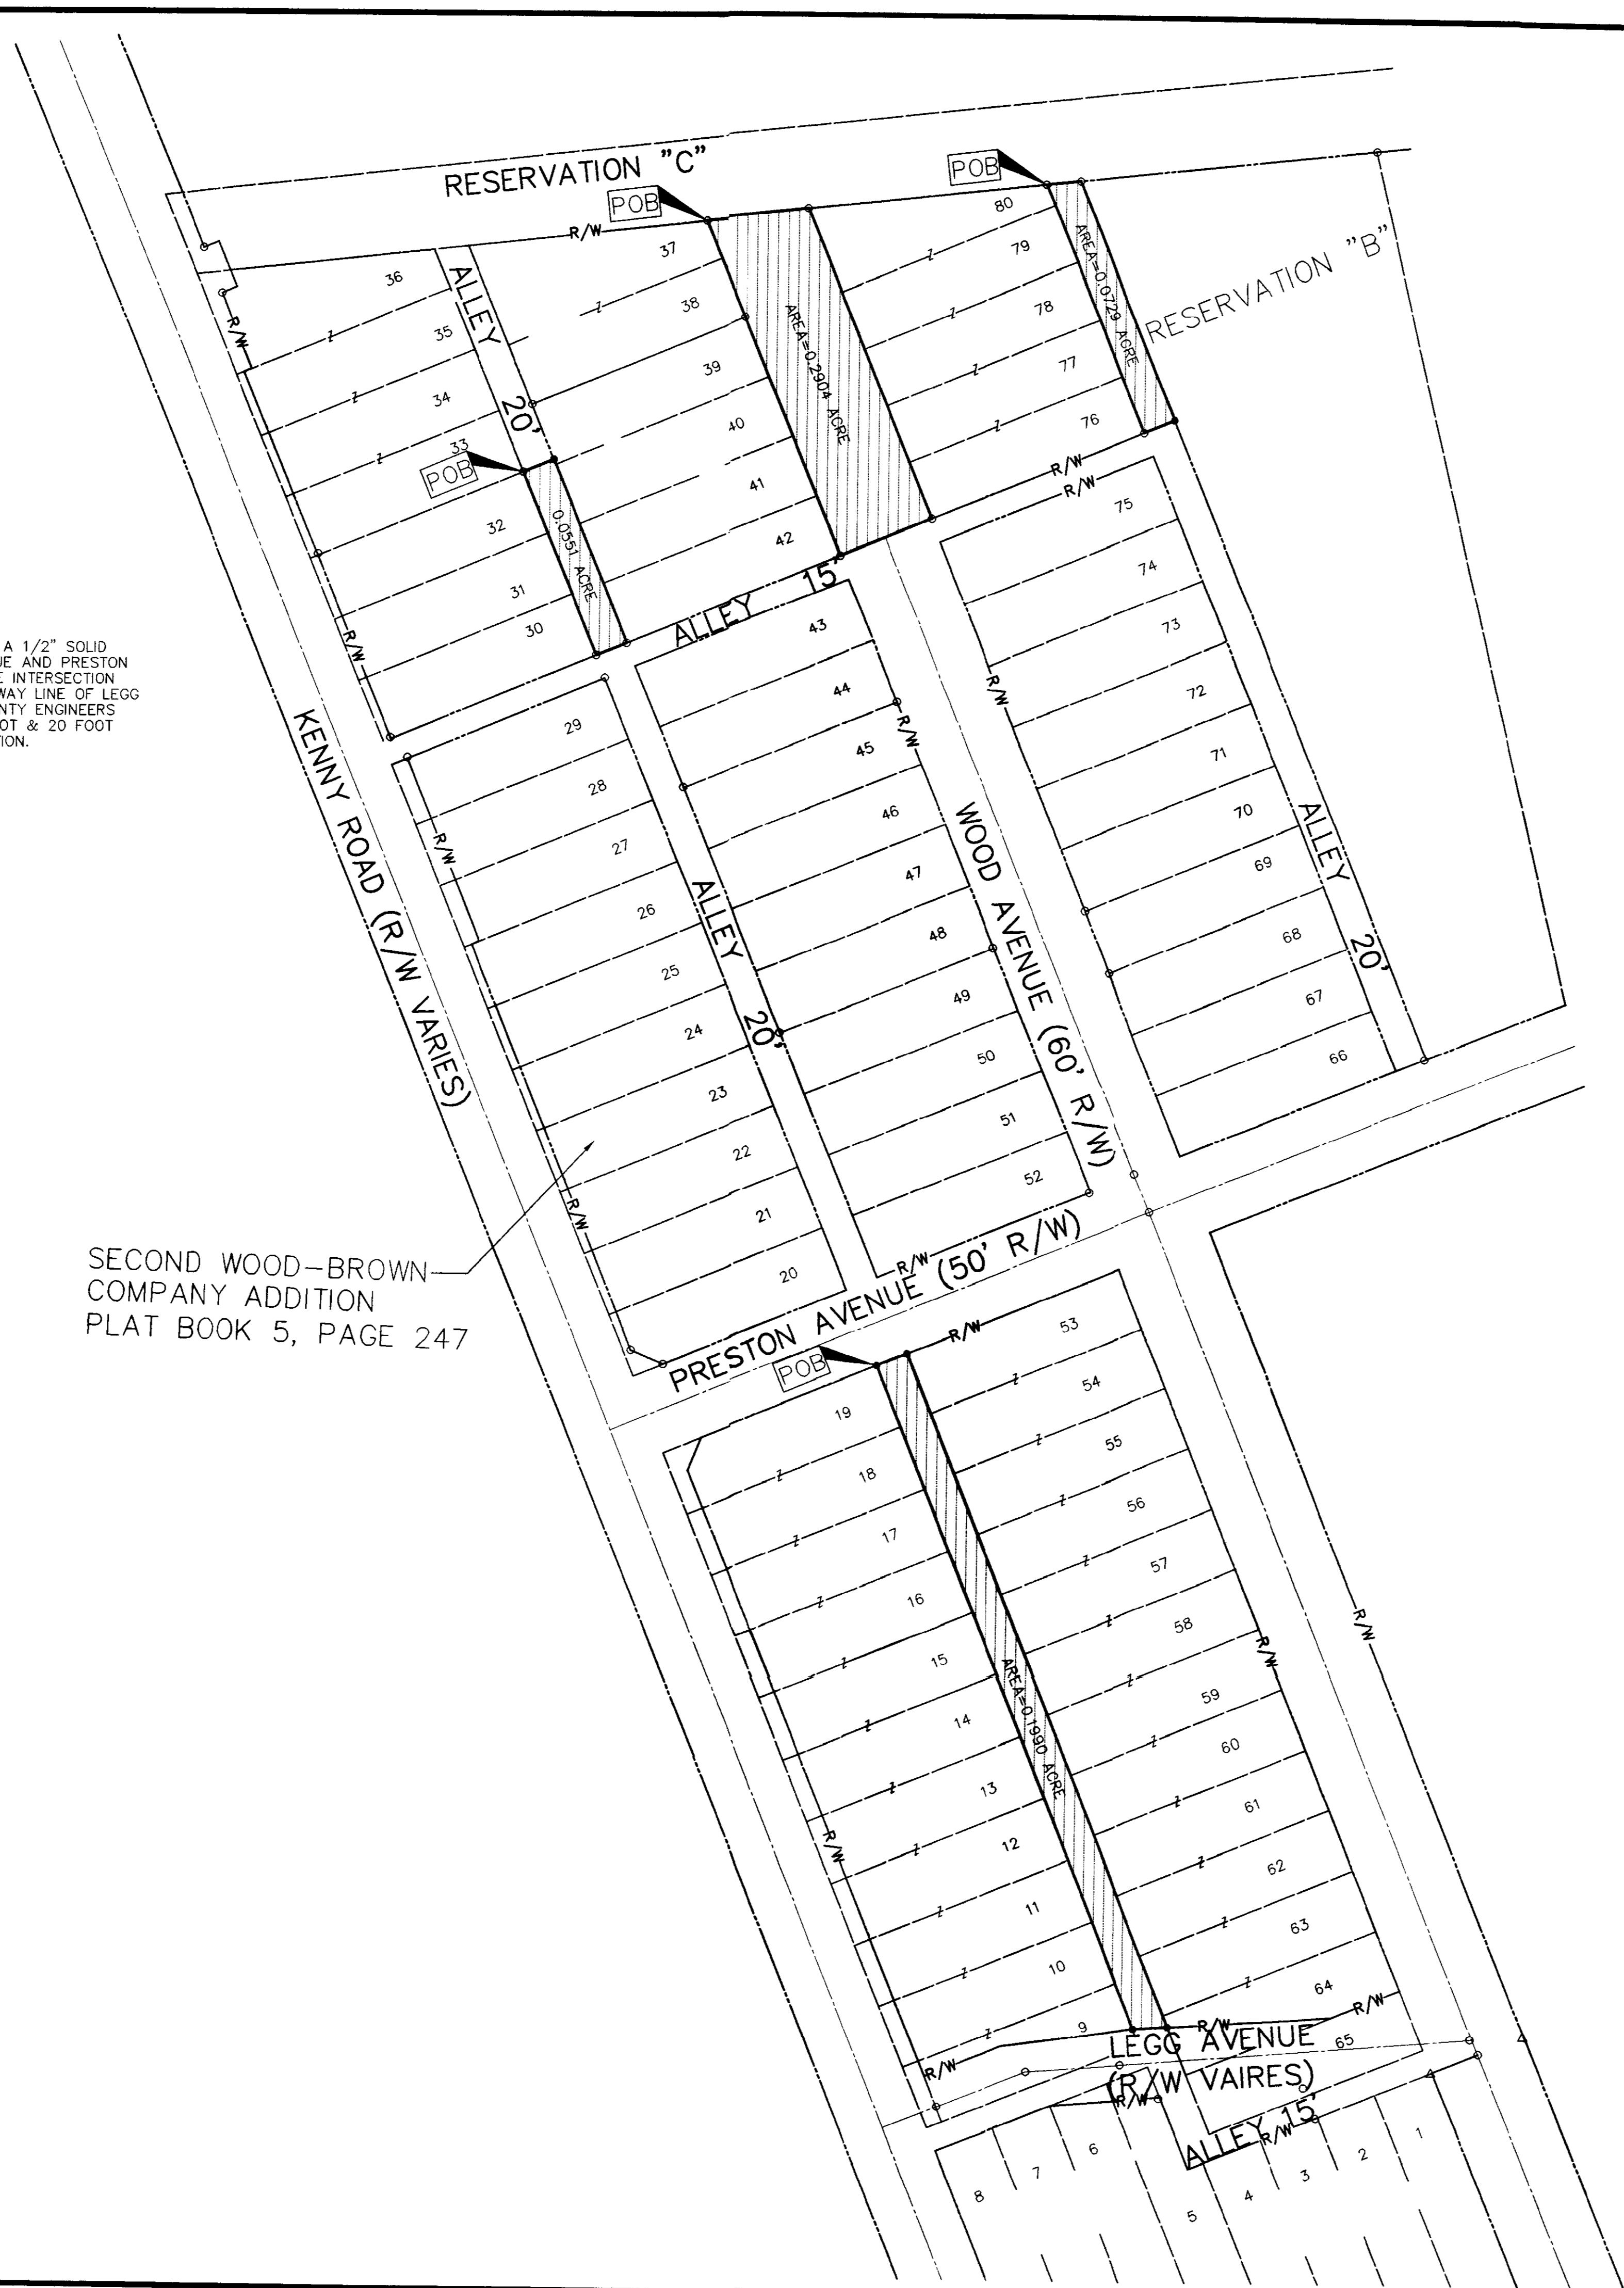 RESERVATION "C"
POB
POB
R/W
80
37
79
36
ALLEY
38
78
RESERVATION "B"
AREA=0.0729 ACRE
R/W
35
AREA=0.2904 ACRE
39
77
34
20'
40
76
33
POB
R/W
R/W
41
32
0.0551 ACRE
42
75
31
ALLEY 15'
74
30
43
73
R/W
A 1/2" SOLID
UE AND PRESTON
E INTERSECTION
WAY LINE OF LEGG
NTY ENGINEERS
OT & 20 FOOT
ION.
44
R/W
72
29
R/W
45
71
KENNY ROAD (R/W VARIES)
28
46
70
ALLEY 20'
R/W
27
47
WOOD AVENUE (60' R/W)
69
26
ALLEY 20'
48
68
25
49
67
24
50
66
23
51
22
52
R/W
21
SECOND WOOD-BROWN
COMPANY ADDITION
PLAT BOOK 5, PAGE 247
20
R/W
PRESTON AVENUE (50' R/W)
R/W
53
POB
54
19
55
18
56
17
57
16
58
R/W
R/W
15
AREA=0.1990 ACRE
59
14
60
13
61
R/W
12
62
11
63
10
64
R/W
9
R/W
LEGG AVENUE
65
R/W
(R/W VAIRES)
R/W
ALLEY 15'
R/W
8
7
6
5
4
3
2
1